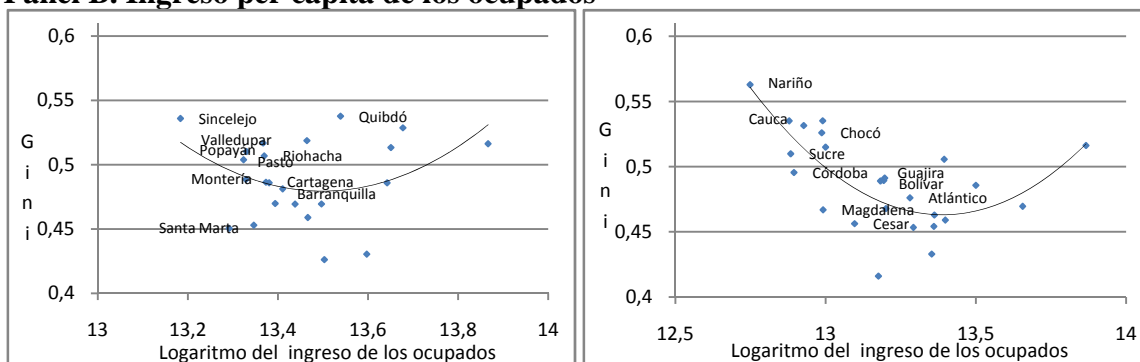 Panel B. Ingreso per cápita de los ocupados
0,6
0,55
0,5
0,45
0,4
G
i
n
i
Sincelejo
Quibdó
Valledupar
Popayán
Riohacha
Pasto
Montería
Cartagena
Barranquilla
Santa Marta
13
13,2
13,4
13,6
13,8
14
Logaritmo del ingreso de los ocupados
0,6
0,55
0,5
0,45
0,4
G
i
n
i
Nariño
Cauca
Chocó
Sucre
Córdoba
Guajira
Bolívar
Atlántico
Magdalena
Cesar
12,5
13
13,5
14
Logaritmo del ingreso de los ocupados